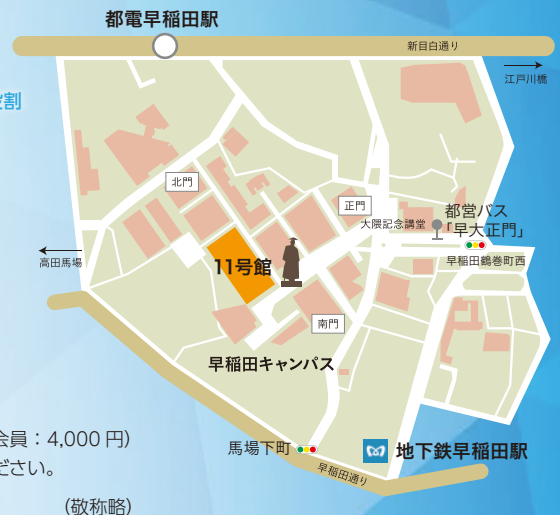 都電早稲田駅
新目白通り
江戸川橋
割
北門
正門
大隈記念講堂
都営バス
「早大正門」
早稲田鶴巻町西
高田馬場
11号館
南門
早稲田キャンパス
会員：4,000 円)
馬場下町
地下鉄早稲田駅
ださい。
早稲田通り
(敬称略)